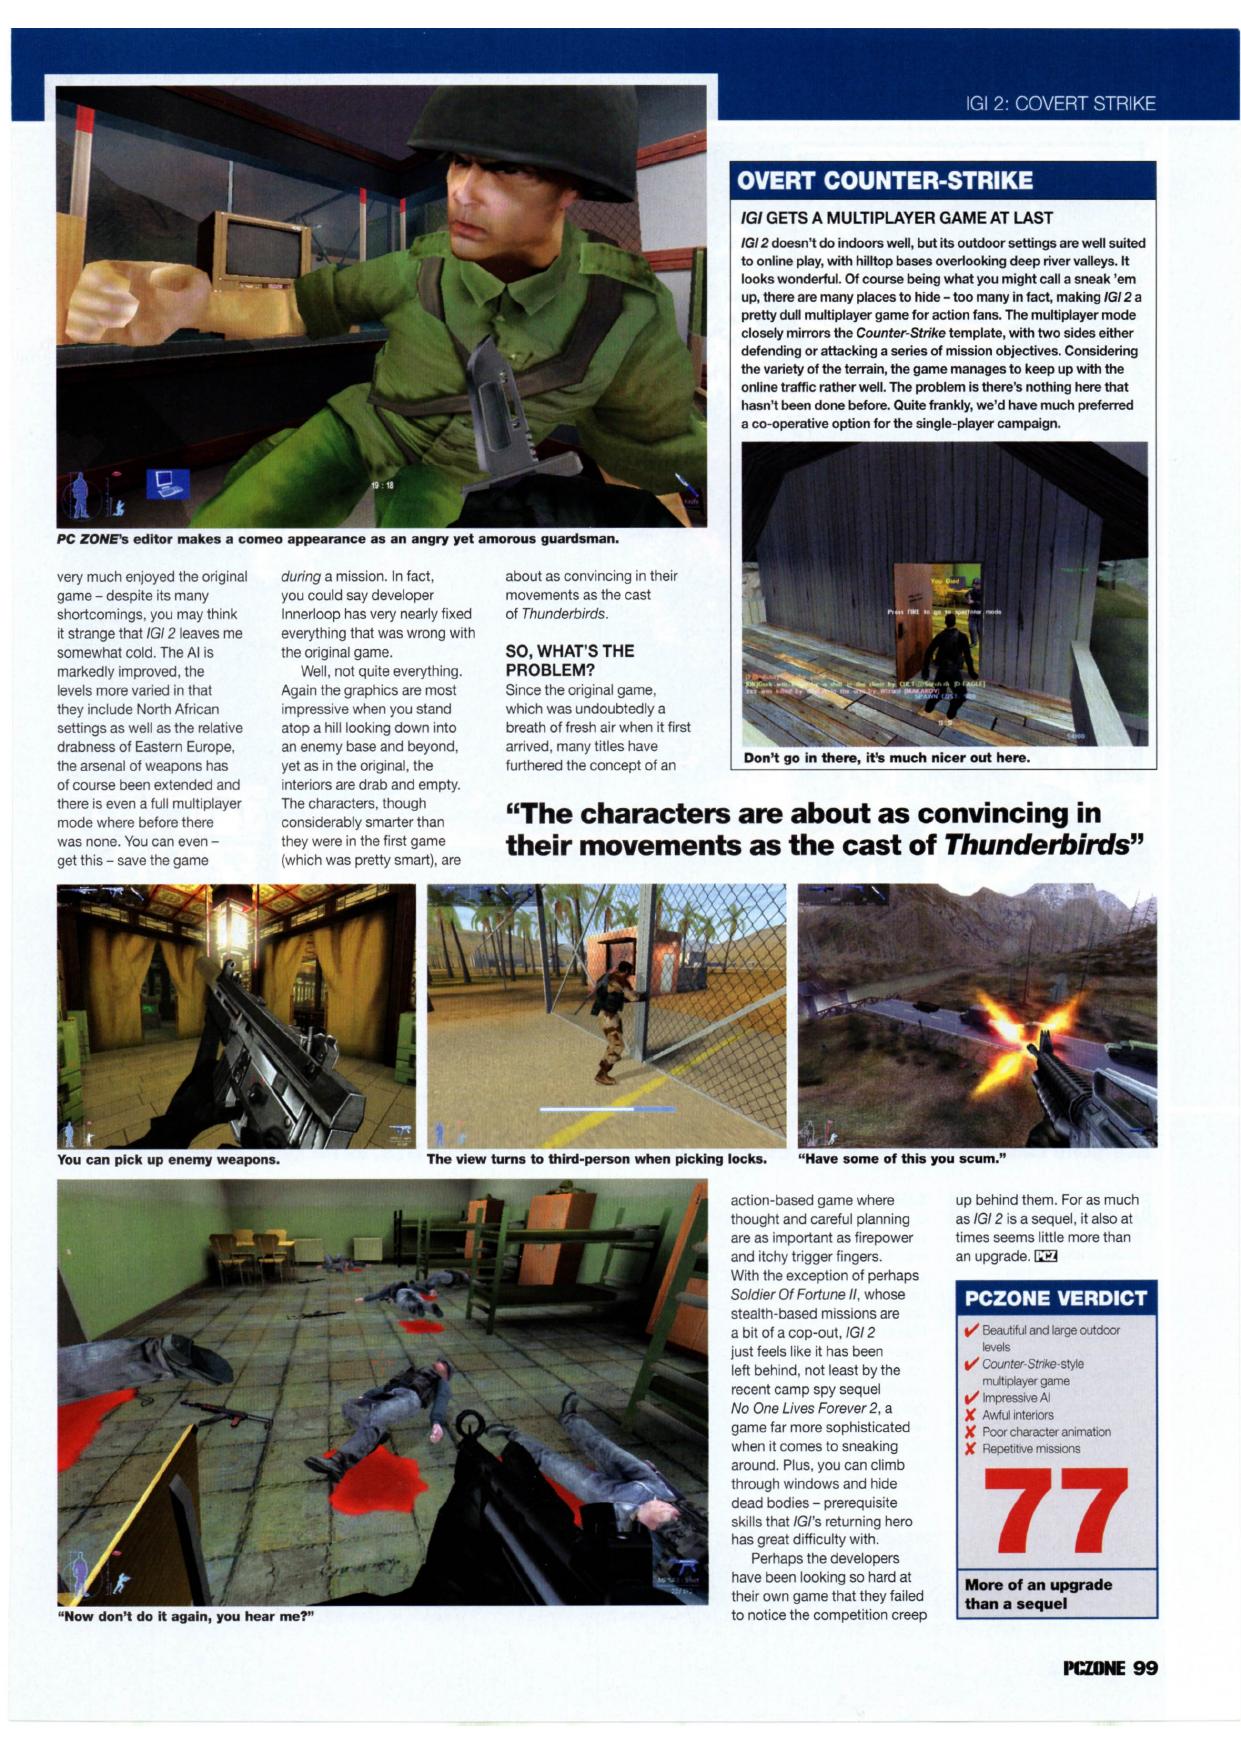 IGI 2: COVERT STRIKE
PC ZONE's editor makes a comeo appearance as an angry yet amorous guardsman.
19 : 18
very much enjoyed the original
game – despite its many
shortcomings, you may think
it strange that IGI 2 leaves me
somewhat cold. The AI is
markedly improved, the
levels more varied in that
they include North African
settings as well as the relative
drabness of Eastern Europe,
the arsenal of weapons has
of course been extended and
there is even a full multiplayer
mode where before there
was none. You can even –
get this – save the game
during a mission. In fact,
you could say developer
Innerloop has very nearly fixed
everything that was wrong with
the original game.
Well, not quite everything.
Again the graphics are most
impressive when you stand
atop a hill looking down into
an enemy base and beyond,
yet as in the original, the
interiors are drab and empty.
The characters, though
considerably smarter than
they were in the first game
(which was pretty smart), are
about as convincing in their
movements as the cast
of Thunderbirds.
SO, WHAT'S THE
PROBLEM?
Since the original game,
which was undoubtedly a
breath of fresh air when it first
arrived, many titles have
furthered the concept of an
OVERT COUNTER-STRIKE
IGI GETS A MULTIPLAYER GAME AT LAST
IGI 2 doesn't do indoors well, but its outdoor settings are well suited
to online play, with hilltop bases overlooking deep river valleys. It
looks wonderful. Of course being what you might call a sneak 'em
up, there are many places to hide – too many in fact, making IGI 2 a
pretty dull multiplayer game for action fans. The multiplayer mode
closely mirrors the Counter-Strike template, with two sides either
defending or attacking a series of mission objectives. Considering
the variety of the terrain, the game manages to keep up with the
online traffic rather well. The problem is there's nothing here that
hasn't been done before. Quite frankly, we'd have much preferred
a co-operative option for the single-player campaign.
You Died
Press FIRE to go to spectator mode
Don't go in there, it's much nicer out here.
“The characters are about as convincing in
their movements as the cast of Thunderbirds”
You can pick up enemy weapons.
The view turns to third-person when picking locks.
“Have some of this you scum.”
“Now don't do it again, you hear me?”
action-based game where
thought and careful planning
are as important as firepower
and itchy trigger fingers.
With the exception of perhaps
Soldier Of Fortune II, whose
stealth-based missions are
a bit of a cop-out, IGI 2
just feels like it has been
left behind, not least by the
recent camp spy sequel
No One Lives Forever 2, a
game far more sophisticated
when it comes to sneaking
around. Plus, you can climb
through windows and hide
dead bodies – prerequisite
skills that IGI's returning hero
has great difficulty with.
Perhaps the developers
have been looking so hard at
their own game that they failed
to notice the competition creep
up behind them. For as much
as IGI 2 is a sequel, it also at
times seems little more than
an upgrade. PCZ
PCZONE VERDICT
Beautiful and large outdoor
levels
Counter-Strike-style
multiplayer game
Impressive AI
Awful interiors
Poor character animation
Repetitive missions
77
More of an upgrade
than a sequel
PCZONE 99